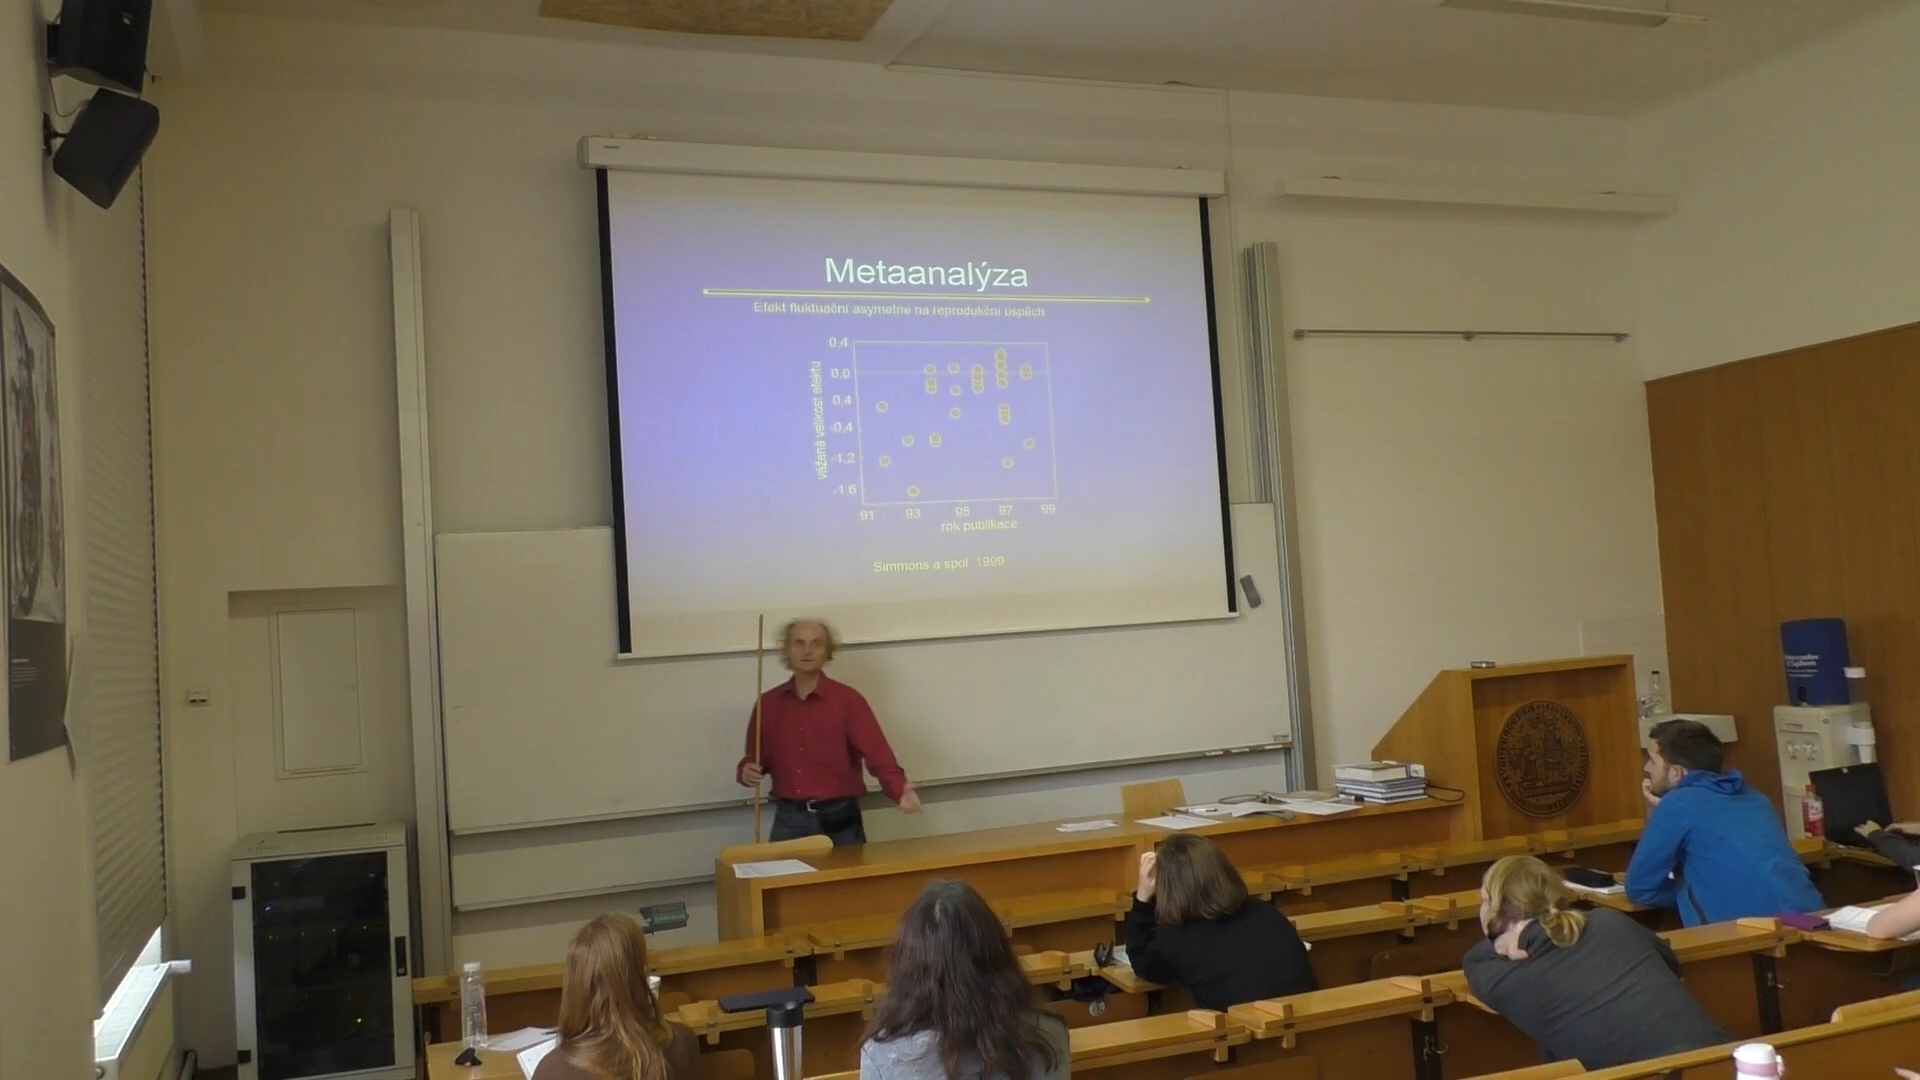 Metaanalýza
Efekt fluktuační asymetrie na reprodukční úspěch
vážená velikost efektu
0,4
0,0
0,4
-0,4
-1,2
-1,6
91 93 95 97 99
rok publikace
Simmons a spol. 1999